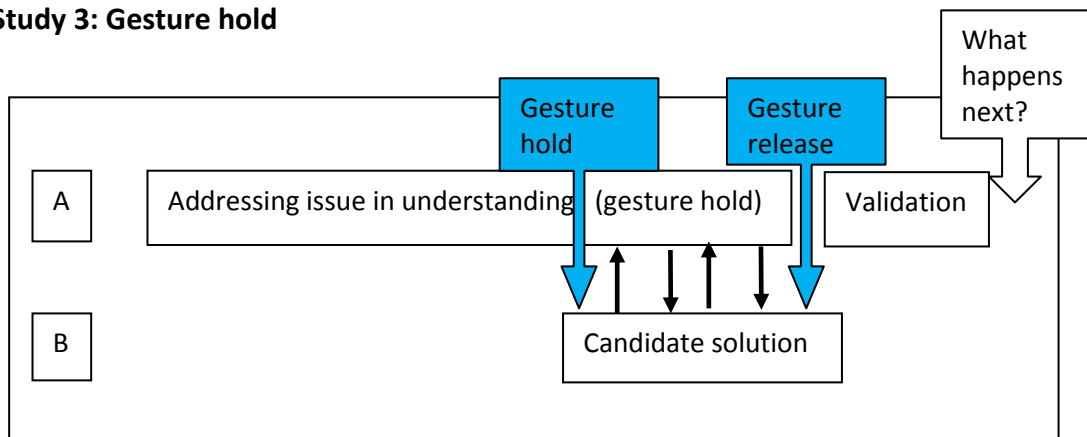 Study 3: Gesture hold
What
happens
next?
Gesture
hold
Gesture
release
A
Addressing issue in understanding (gesture hold)
Validation
B
Candidate solution